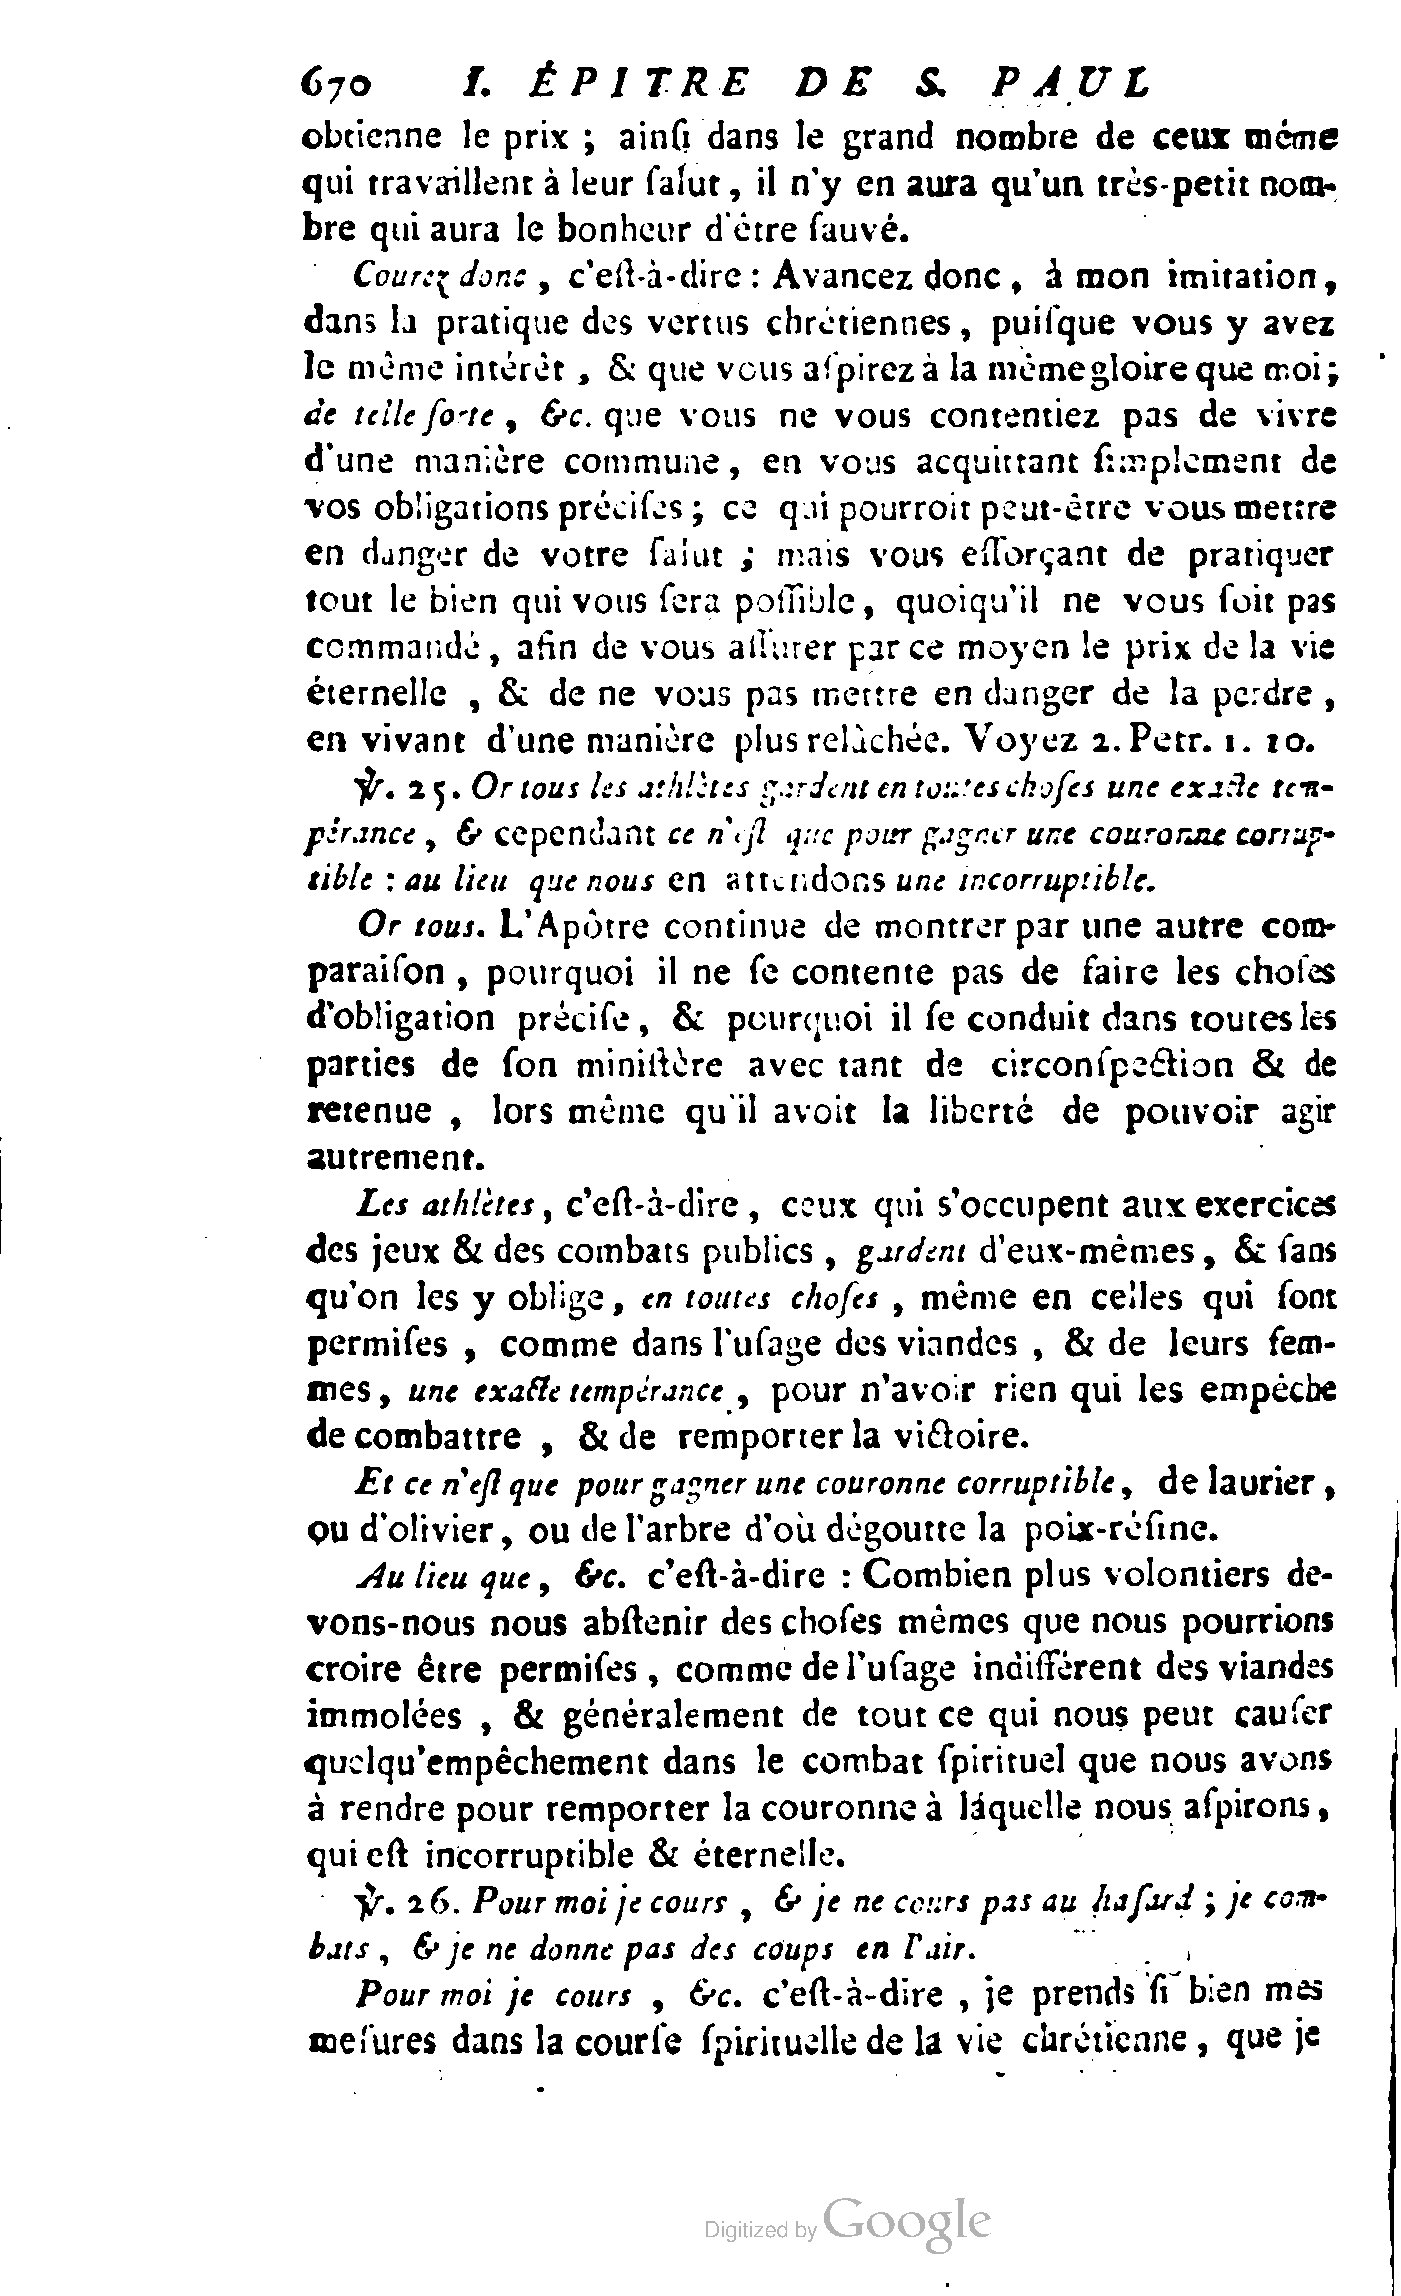 670 I. ÉPITRE DE S. PAUL
obtienne le prix ; ainſi dans le grand nombre de ceux même
qui travaillent à leur ſalut, il n'y en aura qu'un très-petit nom-
bre qui aura le bonheur d'être ſauvé.
Courez donc, c'eſt-à-dire : Avancez donc, à mon imitation,
dans la pratique des vertus chrétiennes, puiſque vous y avez
le même intérêt, & que vous aſpirez à la même gloire que moi;
de telle ſorte, &c. que vous ne vous contentiez pas de vivre
d'une manière commune, en vous acquittant ſimplement de
vos obligations préciſes; ce qui pourroit peut-être vous mettre
en danger de votre ſalut ; mais vous efforçant de pratiquer
tout le bien qui vous ſera poſſible, quoiqu'il ne vous ſoit pas
commandé, afin de vous aſſurer par ce moyen le prix de la vie
éternelle, & de ne vous pas mettre en danger de la perdre,
en vivant d'une manière plus relâchée. Voyez 2. Petr. 1. 10.
℣. 25. Or tous les athlètes gardent en toutes choſes une exacte tem-
pérance, & cependant ce n'eſt que pour gagner une couronne corrup-
tible : au lieu que nous en attendons une incorruptible.
Or tous. L'Apôtre continue de montrer par une autre com-
paraiſon, pourquoi il ne ſe contente pas de faire les choſes
d'obligation préciſe, & pourquoi il ſe conduit dans toutes les
parties de ſon miniſtère avec tant de circonſpection & de
retenue, lors même qu'il avoit la liberté de pouvoir agir
autrement.
Les athlètes, c'eſt-à-dire, ceux qui s'occupent aux exercices
des jeux & des combats publics, gardent d'eux-mêmes, & ſans
qu'on les y oblige, en toutes choſes, même en celles qui ſont
permiſes, comme dans l'uſage des viandes, & de leurs fem-
mes, une exacte tempérance, pour n'avoir rien qui les empêche
de combattre, & de remporter la victoire.
Et ce n'eſt que pour gagner une couronne corruptible, de laurier,
ou d'olivier, ou de l'arbre d'où dégoutte la poix-réſine.
Au lieu que, &c. c'eſt-à-dire : Combien plus volontiers de-
vons-nous nous abſtenir des choſes mêmes que nous pourrions
croire être permiſes, comme de l'uſage indifférent des viandes
immolées, & généralement de tout ce qui nous peut cauſer
quelqu'empêchement dans le combat ſpirituel que nous avons
à rendre pour remporter la couronne à laquelle nous aſpirons,
qui eſt incorruptible & éternelle.
℣. 26. Pour moi je cours, & je ne cours pas au haſard ; je com-
bats, & je ne donne pas des coups en l'air.
Pour moi je cours, &c. c'eſt-à-dire, je prends ſi bien mes
meſures dans la courſe ſpirituelle de la vie chrétienne, que je
Digitized by Google